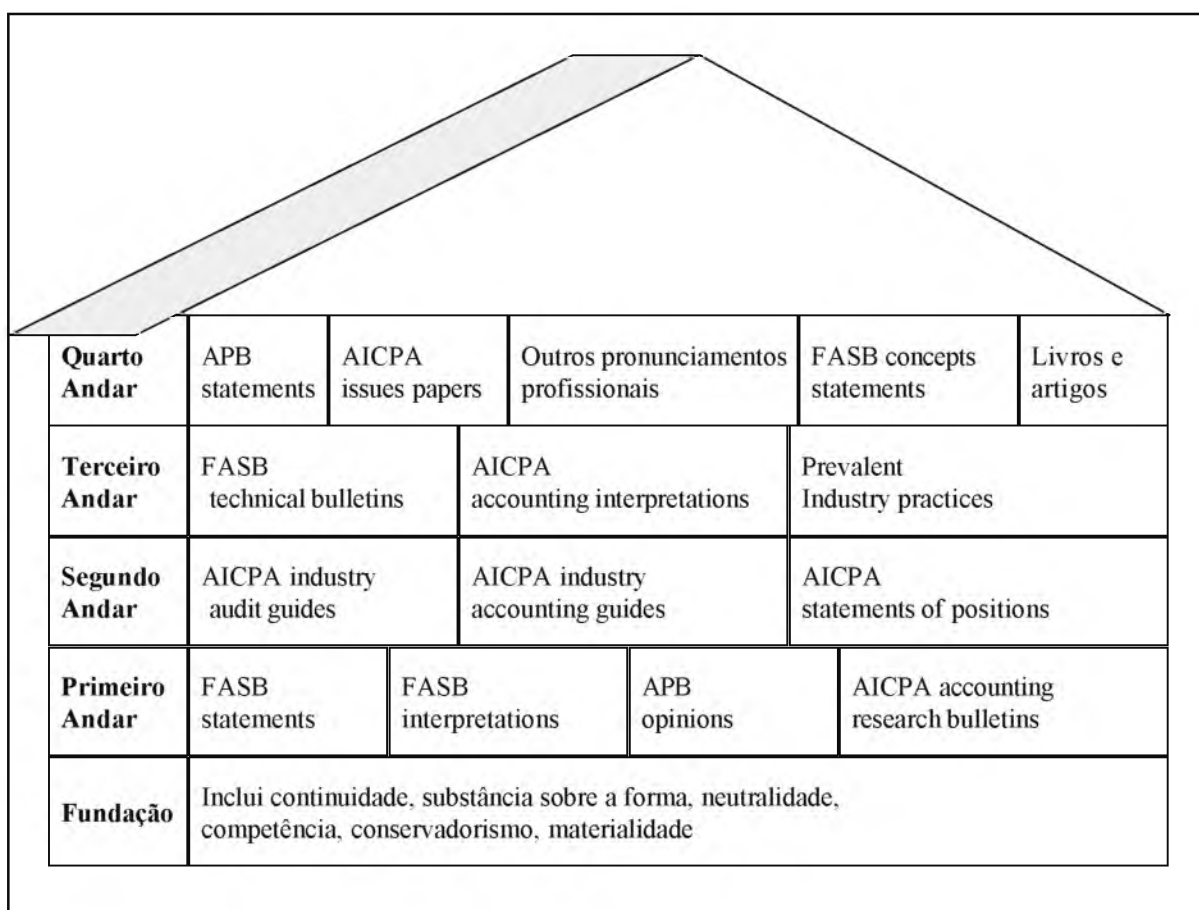 Quarto
Andar
APB
statements
AICPA
issues papers
Outros pronunciamentos
profissionais
FASB concepts
statements
Livros e
artigos
Terceiro
Andar
FASB
technical bulletins
AICPA
accounting interpretations
Prevalent
Industry practices
Segundo
Andar
AICPA industry
audit guides
AICPA industry
accounting guides
AICPA
statements of positions
Primeiro
Andar
FASB
statements
FASB
interpretations
APB
opinions
AICPA accounting
research bulletins
Fundação
Inclui continuidade, substância sobre a forma, neutralidade,
competência, conservadorismo, materialidade